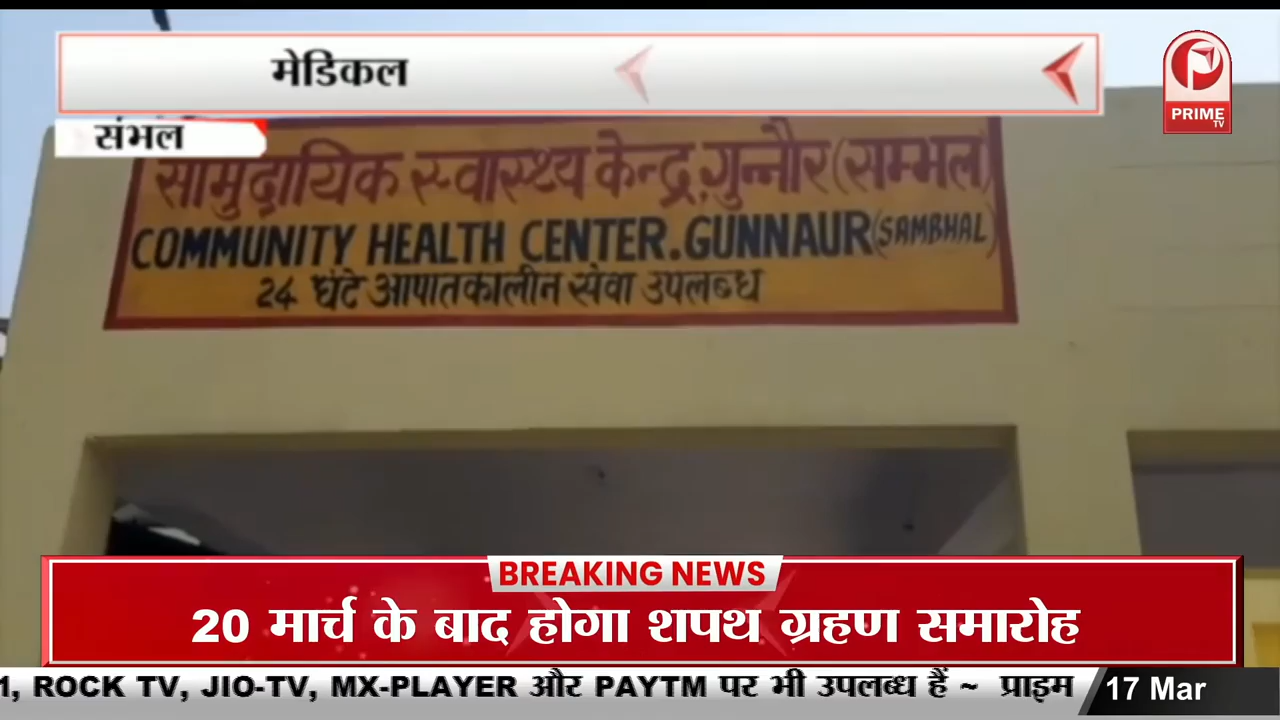 मेडिकल
PRIME
TV
संभल
सामुदायिक स्वास्थ्य केन्द्र,गुन्नौर(सम्भल)
COMMUNITY HEALTH CENTER.GUNNAUR(SAMBHAL)
24 घंटे आपातकालीन सेवा उपलब्ध
BREAKING NEWS
20 मार्च के बाद होगा शपथ ग्रहण समारोह
1, ROCK TV, JIO-TV, MX-PLAYER और PAYTM पर भी उपलब्ध हैं ~ प्राइम
17 Mar